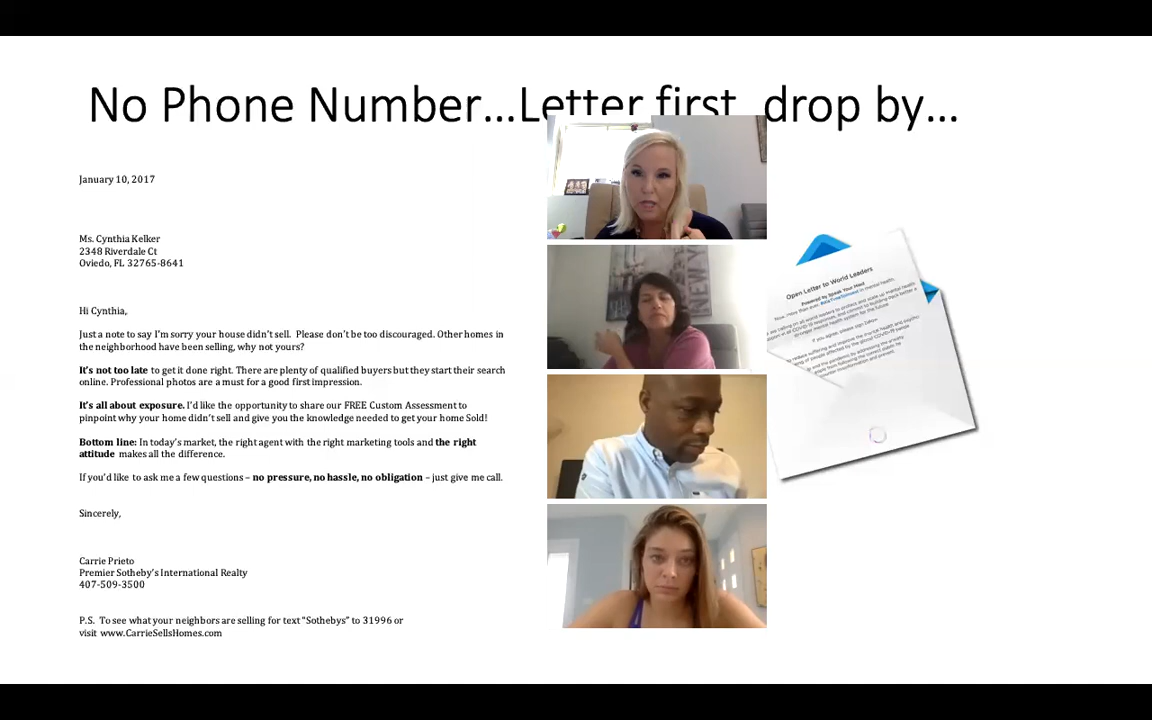 No Phone Number...Letter first, drop by...
January 10, 2017
Ms. Cynthia Kelker
2348 Riverdale Ct
Oviedo, FL 32765-8641
Hi Cynthia,
Just a note to say I'm sorry your house didn't sell. Please don't be too discouraged. Other homes in
the neighborhood have been selling, why not yours?
It's not too late to get it done right. There are plenty of qualified buyers but they start their search
online. Professional photos are a must for a good first impression.
It's all about exposure. I'd like the opportunity to share our FREE Custom Assessment to
pinpoint why your home didn't sell and give you the knowledge needed to get your home Sold!
Bottom line: In today's market, the right agent with the right marketing tools and the right
attitude makes all the difference.
If you'd like to ask me a few questions – no pressure, no hassle, no obligation – just give me call.
Sincerely,
Carrie Prieto
Premier Sotheby's International Realty
407-509-3500
P.S. To see what your neighbors are selling for text "Sothebys" to 31996 or
visit www.CarrieSellsHomes.com
NEW
Open Letter to World Leaders
Powered by Speak Your Mind